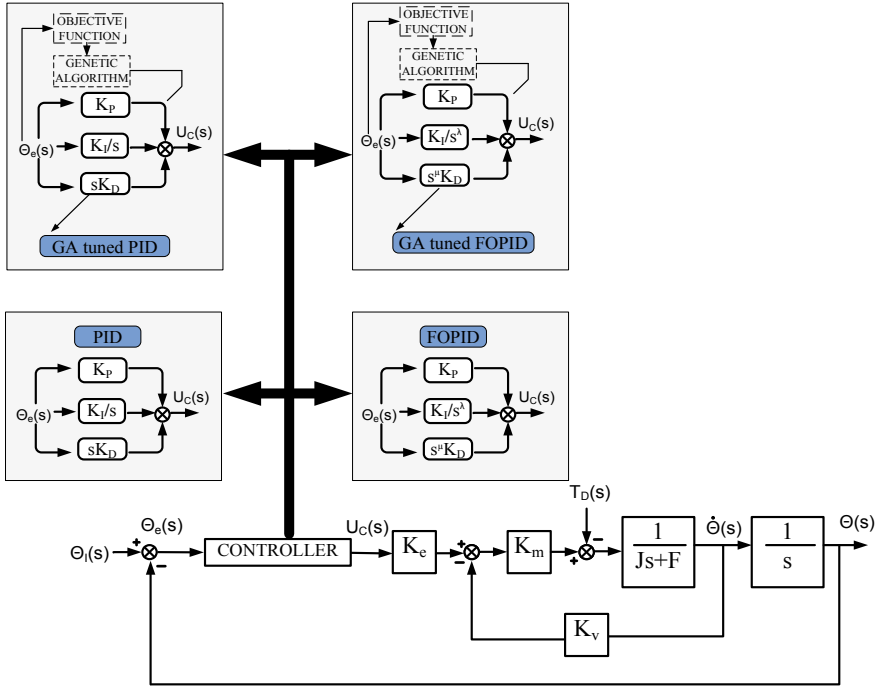 OBJECTIVE
FUNCTION
GENETIC
ALGORITHM
K_P
Θ_e(s)
K_I/s
U_C(s)
sK_D
GA tuned PID
OBJECTIVE
FUNCTION
GENETIC
ALGORITHM
K_P
Θ_e(s)
K_I/s^λ
U_C(s)
s^μK_D
GA tuned FOPID
PID
K_P
Θ_e(s)
K_I/s
U_C(s)
sK_D
FOPID
K_P
Θ_e(s)
K_I/s^λ
U_C(s)
s^μK_D
T_D(s)
Θ_I(s)
+
−
Θ_e(s)
CONTROLLER
U_C(s)
K_e
+
−
K_m
+
−
1
Js+F
Θ̇(s)
1
s
Θ(s)
K_v